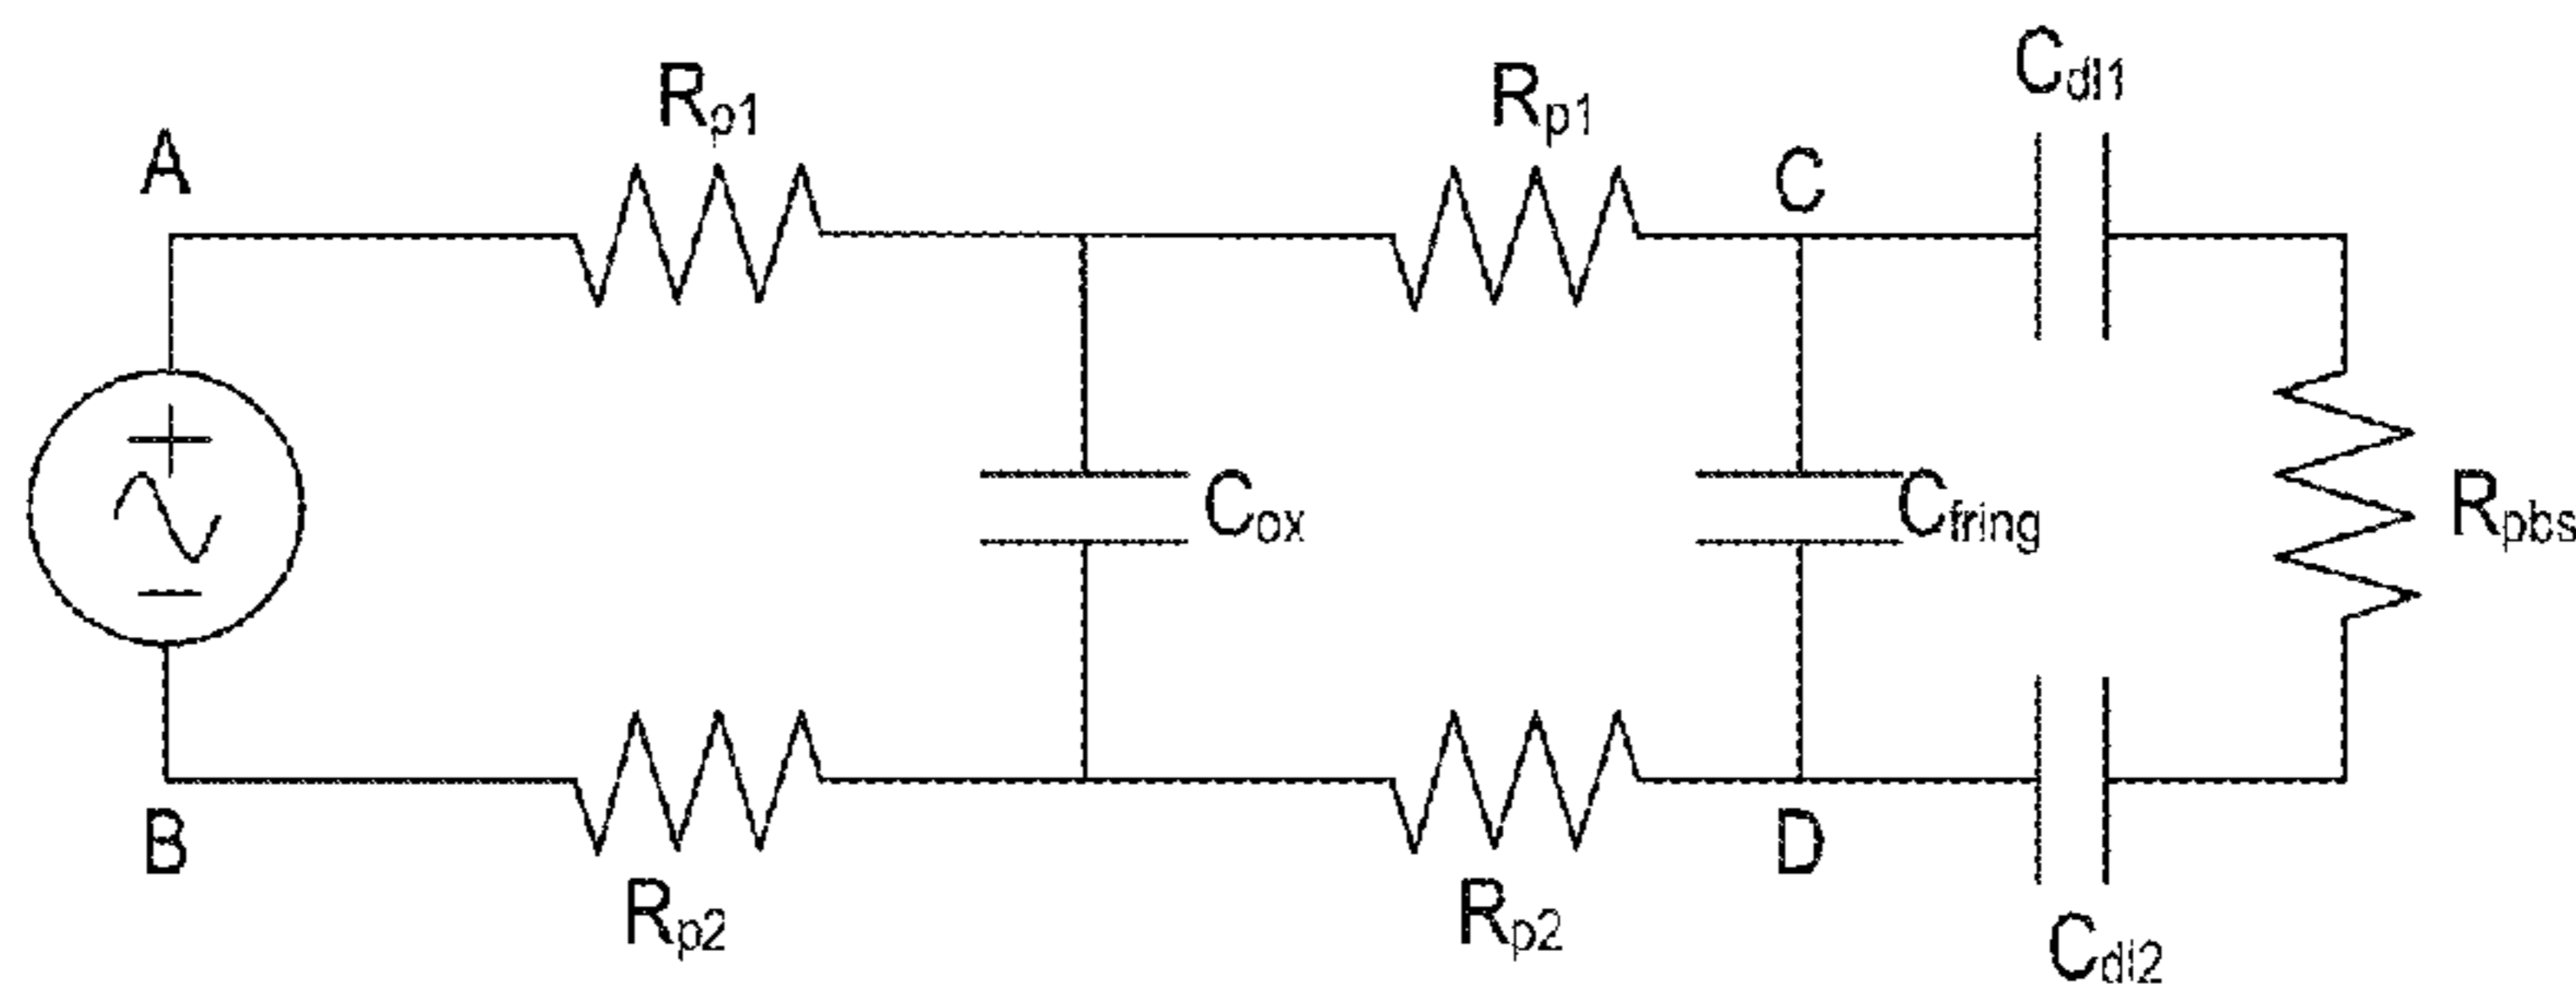 Cdl1
Rp1
Rp1
A
C
+
Cox
Cfring
Rpbs
−
B
D
Rp2
Rp2
Cdl2